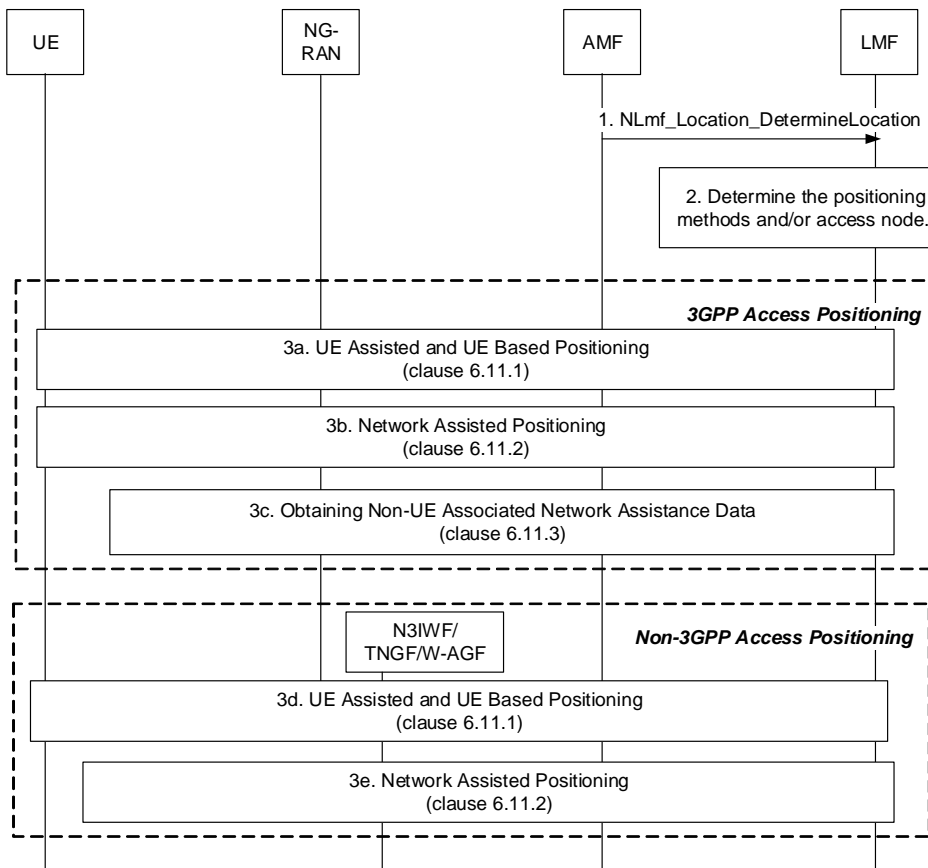 UE
NG-
RAN
AMF
LMF
1. NLmf_Location_DetermineLocation
2. Determine the positioning
methods and/or access node.
3GPP Access Positioning
3a. UE Assisted and UE Based Positioning
(clause 6.11.1)
3b. Network Assisted Positioning
(clause 6.11.2)
3c. Obtaining Non-UE Associated Network Assistance Data
(clause 6.11.3)
N3IWF/
TNGF/W-AGF
Non-3GPP Access Positioning
3d. UE Assisted and UE Based Positioning
(clause 6.11.1)
3e. Network Assisted Positioning
(clause 6.11.2)